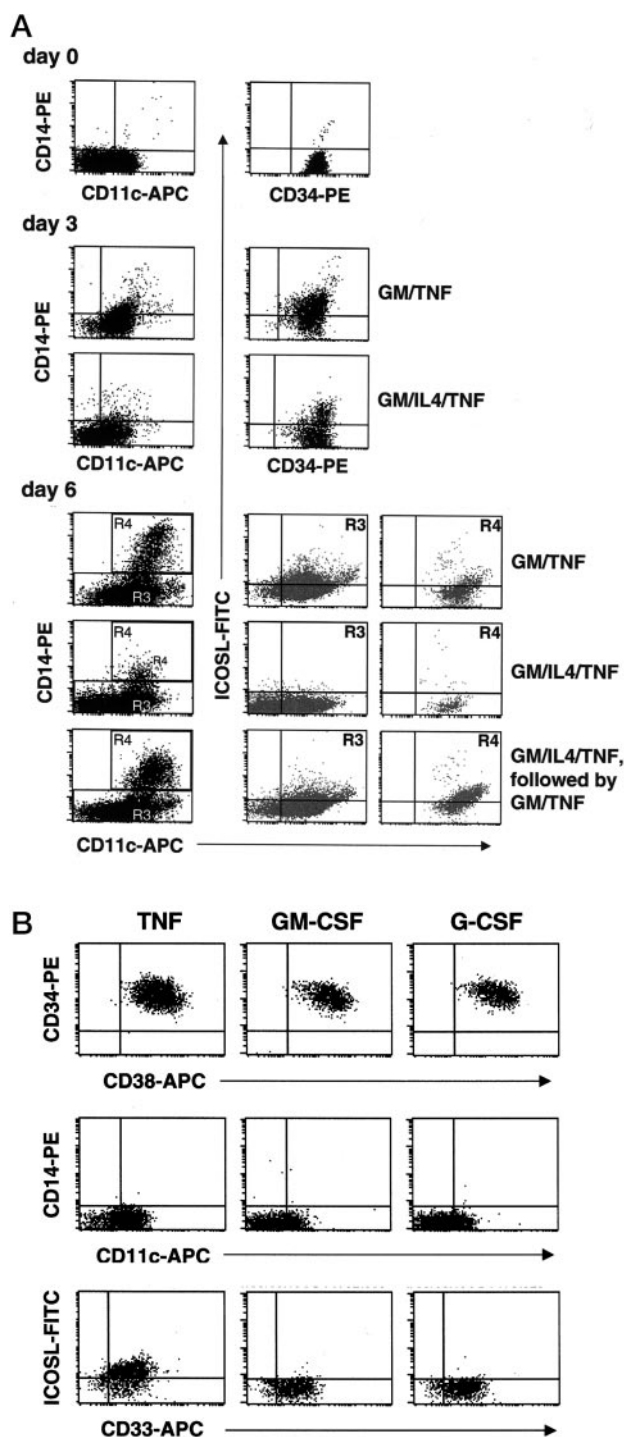 A
day 0
CD14-PE
CD11c-APC
CD34-PE
day 3
CD14-PE
GM/TNF
GM/IL4/TNF
CD11c-APC
CD34-PE
day 6
ICOSL-FITC
CD14-PE
R4
R3
R3
R4
GM/TNF
R4
R4
R3
R3
R4
GM/IL4/TNF
R4
R3
R3
R4
GM/IL4/TNF,
followed by
GM/TNF
CD11c-APC
B
TNF
GM-CSF
G-CSF
CD34-PE
CD38-APC
CD14-PE
CD11c-APC
ICOSL-FITC
CD33-APC